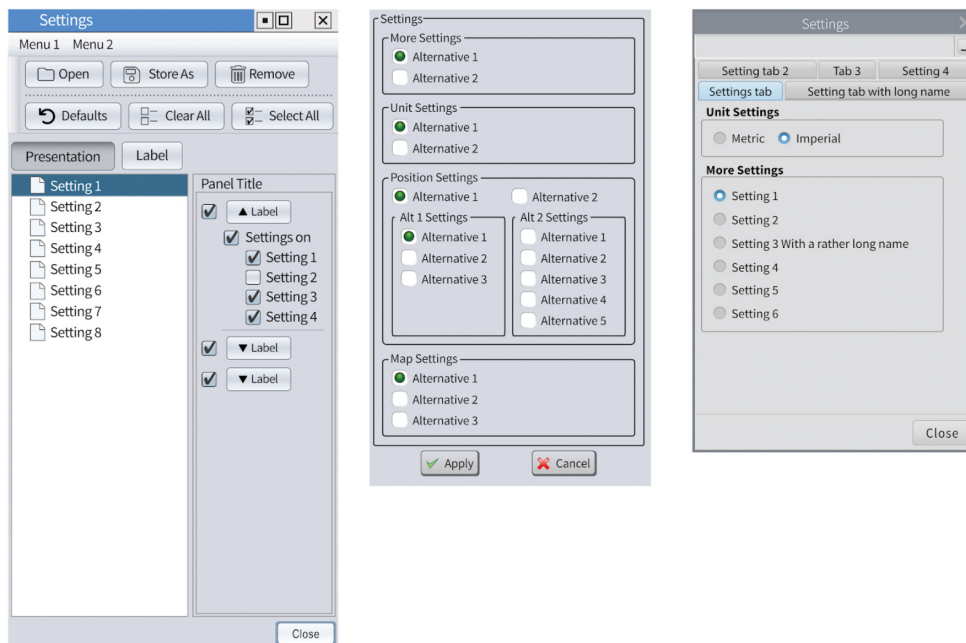 Settings
Menu 1 Menu 2
Open Store As Remove
Defaults Clear All Select All
Presentation Label
Setting 1
Setting 2
Setting 3
Setting 4
Setting 5
Setting 6
Setting 7
Setting 8
Panel Title
Label
Settings on
Setting 1
Setting 2
Setting 3
Setting 4
Label
Label
Close
Settings
More Settings
Alternative 1
Alternative 2
Unit Settings
Alternative 1
Alternative 2
Position Settings
Alternative 1 Alternative 2
Alt 1 Settings
Alternative 1
Alternative 2
Alternative 3
Alt 2 Settings
Alternative 1
Alternative 2
Alternative 3
Alternative 4
Alternative 5
Map Settings
Alternative 1
Alternative 2
Alternative 3
Apply Cancel
Settings
Setting tab 2 Tab 3 Setting 4
Settings tab Setting tab with long name
Unit Settings
Metric Imperial
More Settings
Setting 1
Setting 2
Setting 3 With a rather long name
Setting 4
Setting 5
Setting 6
Close